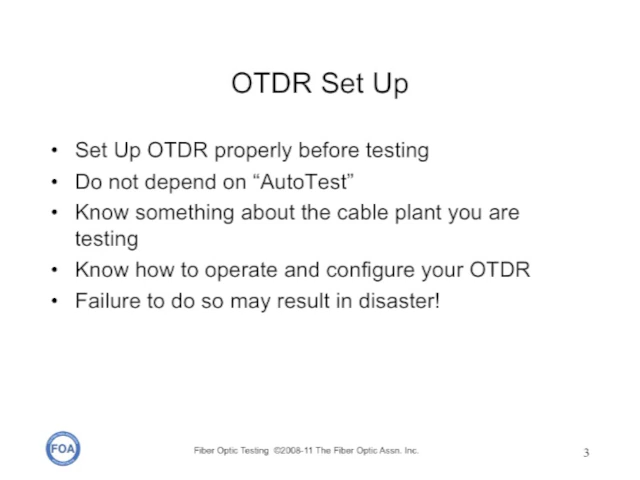 OTDR Set Up
• Set Up OTDR properly before testing
• Do not depend on “AutoTest”
• Know something about the cable plant you are
testing
• Know how to operate and configure your OTDR
• Failure to do so may result in disaster!
FOA
Fiber Optic Testing ©2008-11 The Fiber Optic Assn. Inc.
3